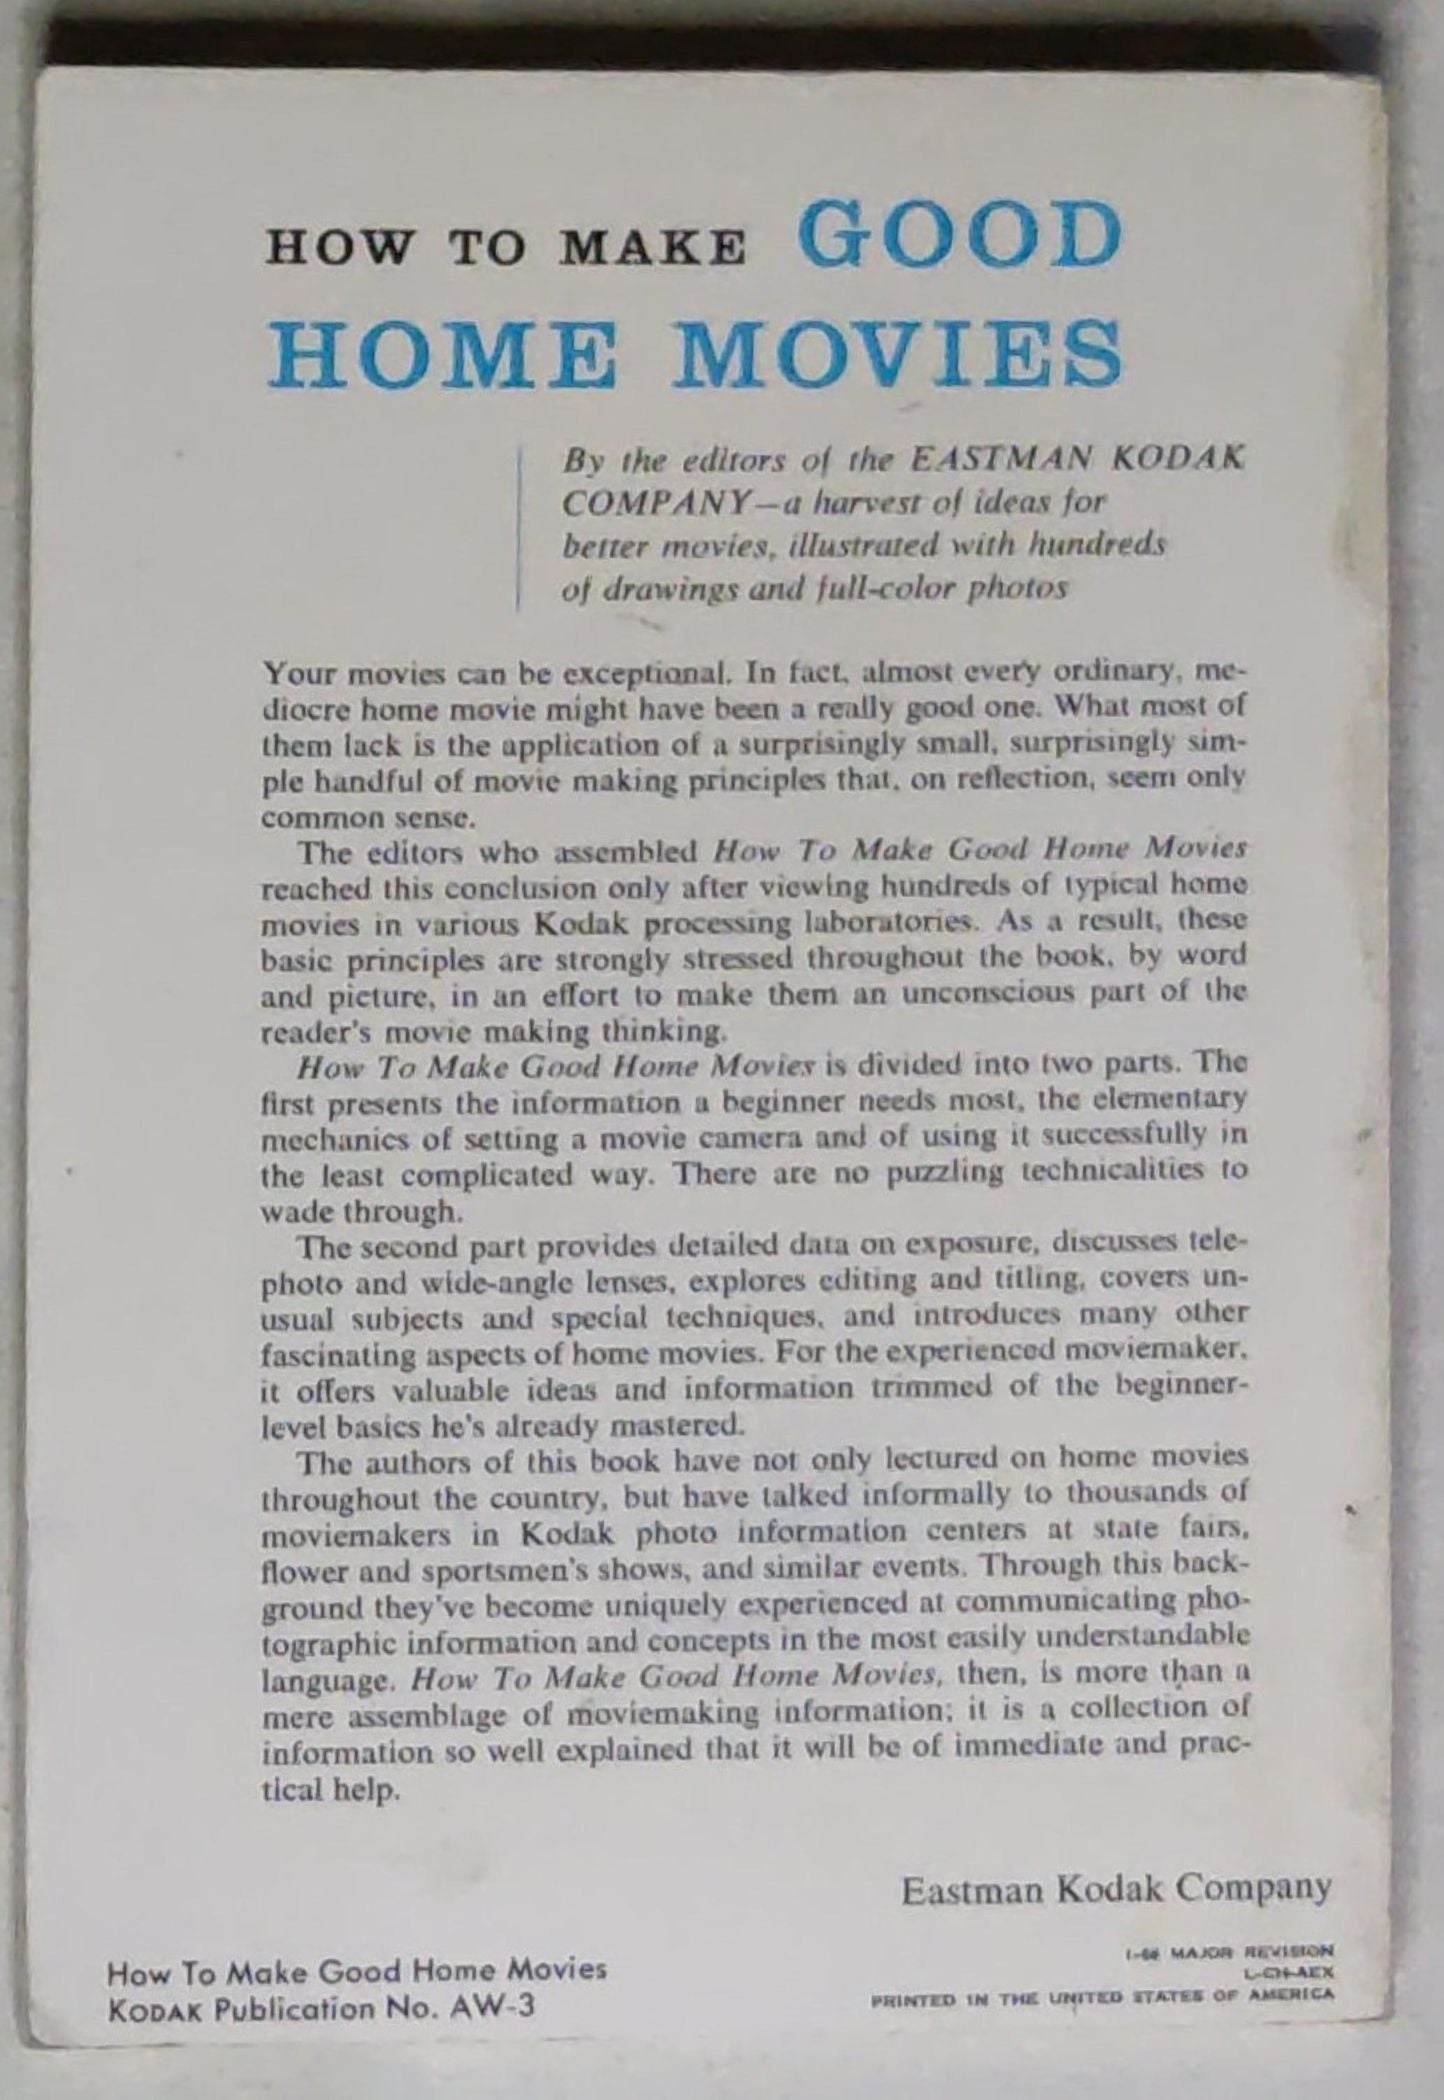 HOW TO MAKE GOOD
HOME MOVIES
By the editors of the EASTMAN KODAK
COMPANY—a harvest of ideas for
better movies, illustrated with hundreds
of drawings and full-color photos
Your movies can be exceptional. In fact, almost every ordinary, me-
diocre home movie might have been a really good one. What most of
them lack is the application of a surprisingly small, surprisingly sim-
ple handful of movie making principles that, on reflection, seem only
common sense.
The editors who assembled How To Make Good Home Movies
reached this conclusion only after viewing hundreds of typical home
movies in various Kodak processing laboratories. As a result, these
basic principles are strongly stressed throughout the book, by word
and picture, in an effort to make them an unconscious part of the
reader's movie making thinking.
How To Make Good Home Movies is divided into two parts. The
first presents the information a beginner needs most, the elementary
mechanics of setting a movie camera and of using it successfully in
the least complicated way. There are no puzzling technicalities to
wade through.
The second part provides detailed data on exposure, discusses tele-
photo and wide-angle lenses, explores editing and titling, covers un-
usual subjects and special techniques, and introduces many other
fascinating aspects of home movies. For the experienced moviemaker,
it offers valuable ideas and information trimmed of the beginner-
level basics he's already mastered.
The authors of this book have not only lectured on home movies
throughout the country, but have talked informally to thousands of
moviemakers in Kodak photo information centers at state fairs,
flower and sportsmen's shows, and similar events. Through this back-
ground they've become uniquely experienced at communicating pho-
tographic information and concepts in the most easily understandable
language. How To Make Good Home Movies, then, is more than a
mere assemblage of moviemaking information; it is a collection of
information so well explained that it will be of immediate and prac-
tical help.
Eastman Kodak Company
MAJOR REVISION
PRINTED IN THE UNITED STATES OF AMERICA
How To Make Good Home Movies
KODAK Publication No. AW-3